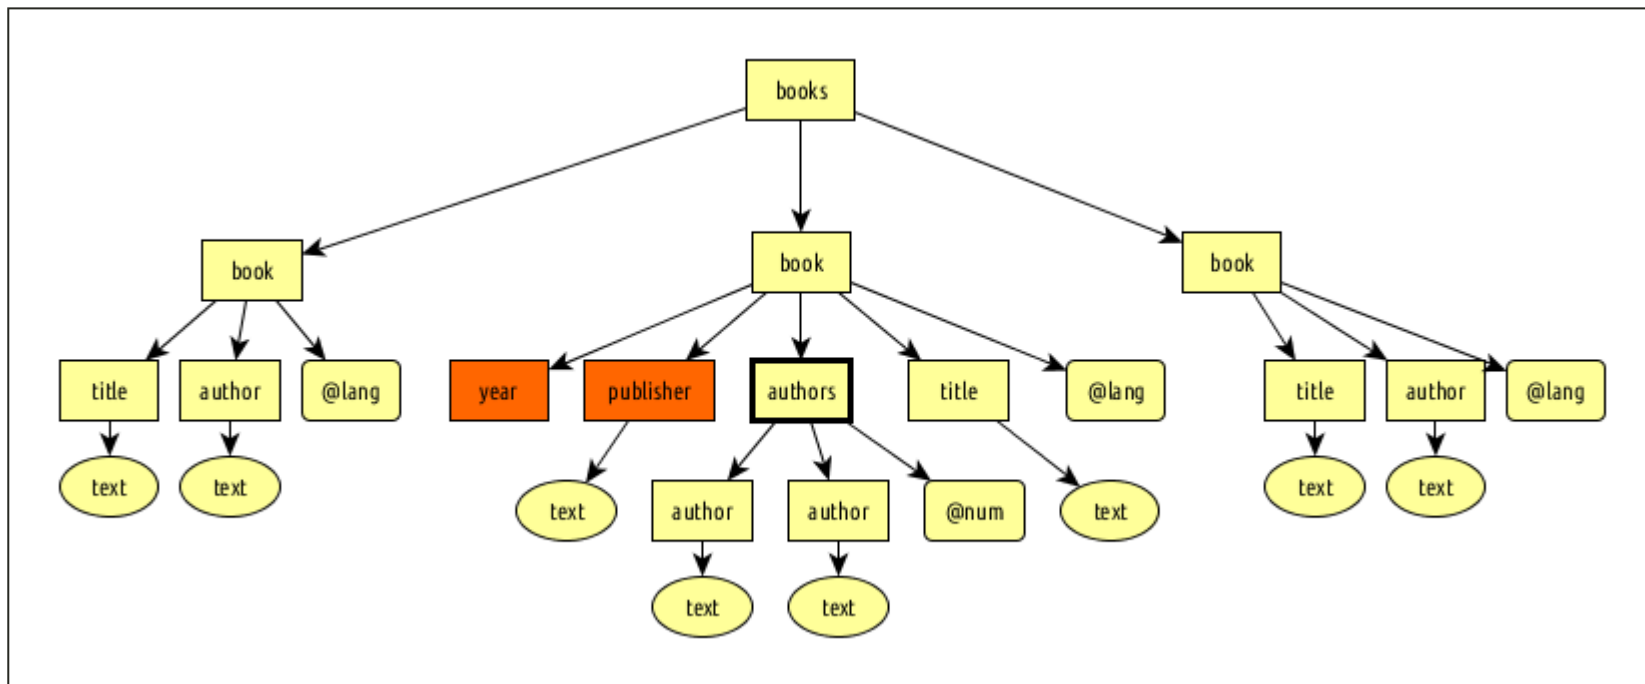 books
book
book
book
title
author
@lang
year
publisher
authors
title
@lang
title
author
@lang
text
text
text
author
author
@num
text
text
text
text
text